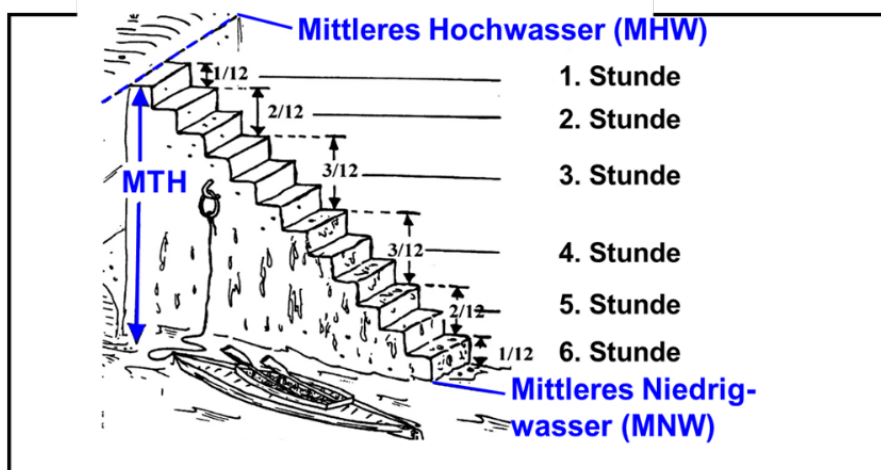 Mittleres Hochwasser (MHW)
1/12
1. Stunde
2/12
2. Stunde
MTH
3/12
3. Stunde
3/12
4. Stunde
2/12
5. Stunde
1/12
6. Stunde
Mittleres Niedrig-
wasser (MNW)